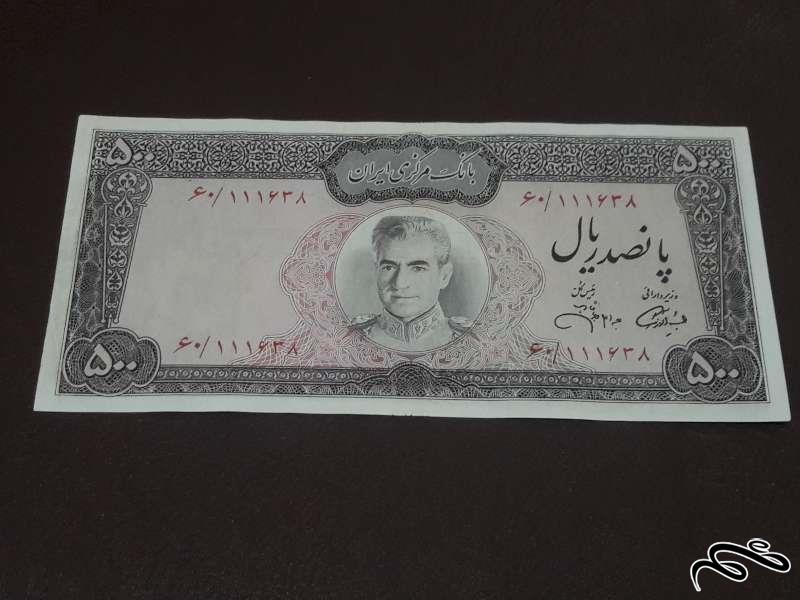 ۵۰۰
بانک مرکزی ایران
۵۰۰
۶۰/۱۱۱۶۳۸
۶۰/۱۱۱۶۳۸
پانصد ریال
وزیر دارائی
رئیس کل
۶۰/۱۱۱۶۳۸
۶۰/۱۱۱۶۳۸
۵۰۰
۵۰۰